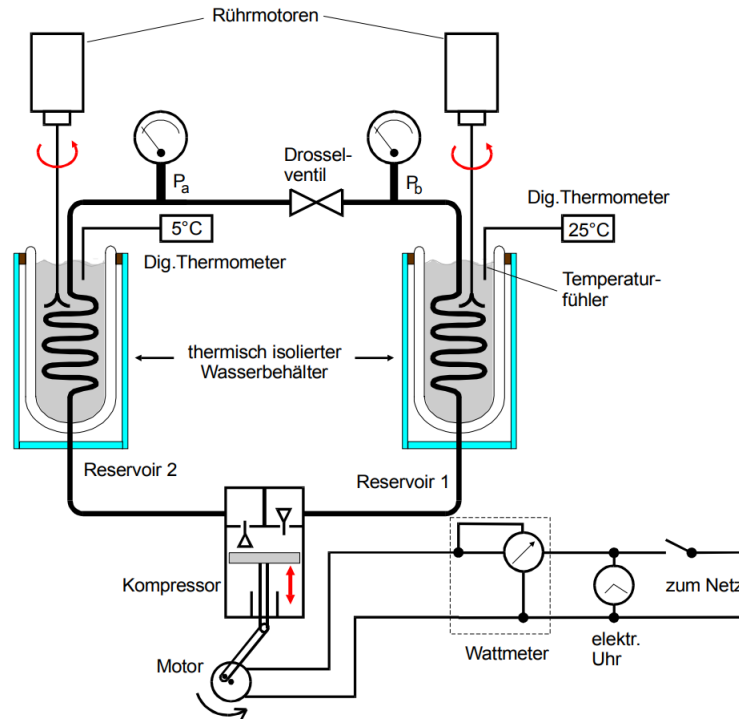 Rührmotoren
Drossel-
ventil
P_a
P_b
Dig.Thermometer
5°C
25°C
Dig.Thermometer
Temperatur-
fühler
thermisch isolierter
Wasserbehälter
Reservoir 2
Reservoir 1
Kompressor
zum Netz
Motor
Wattmeter
elektr.
Uhr